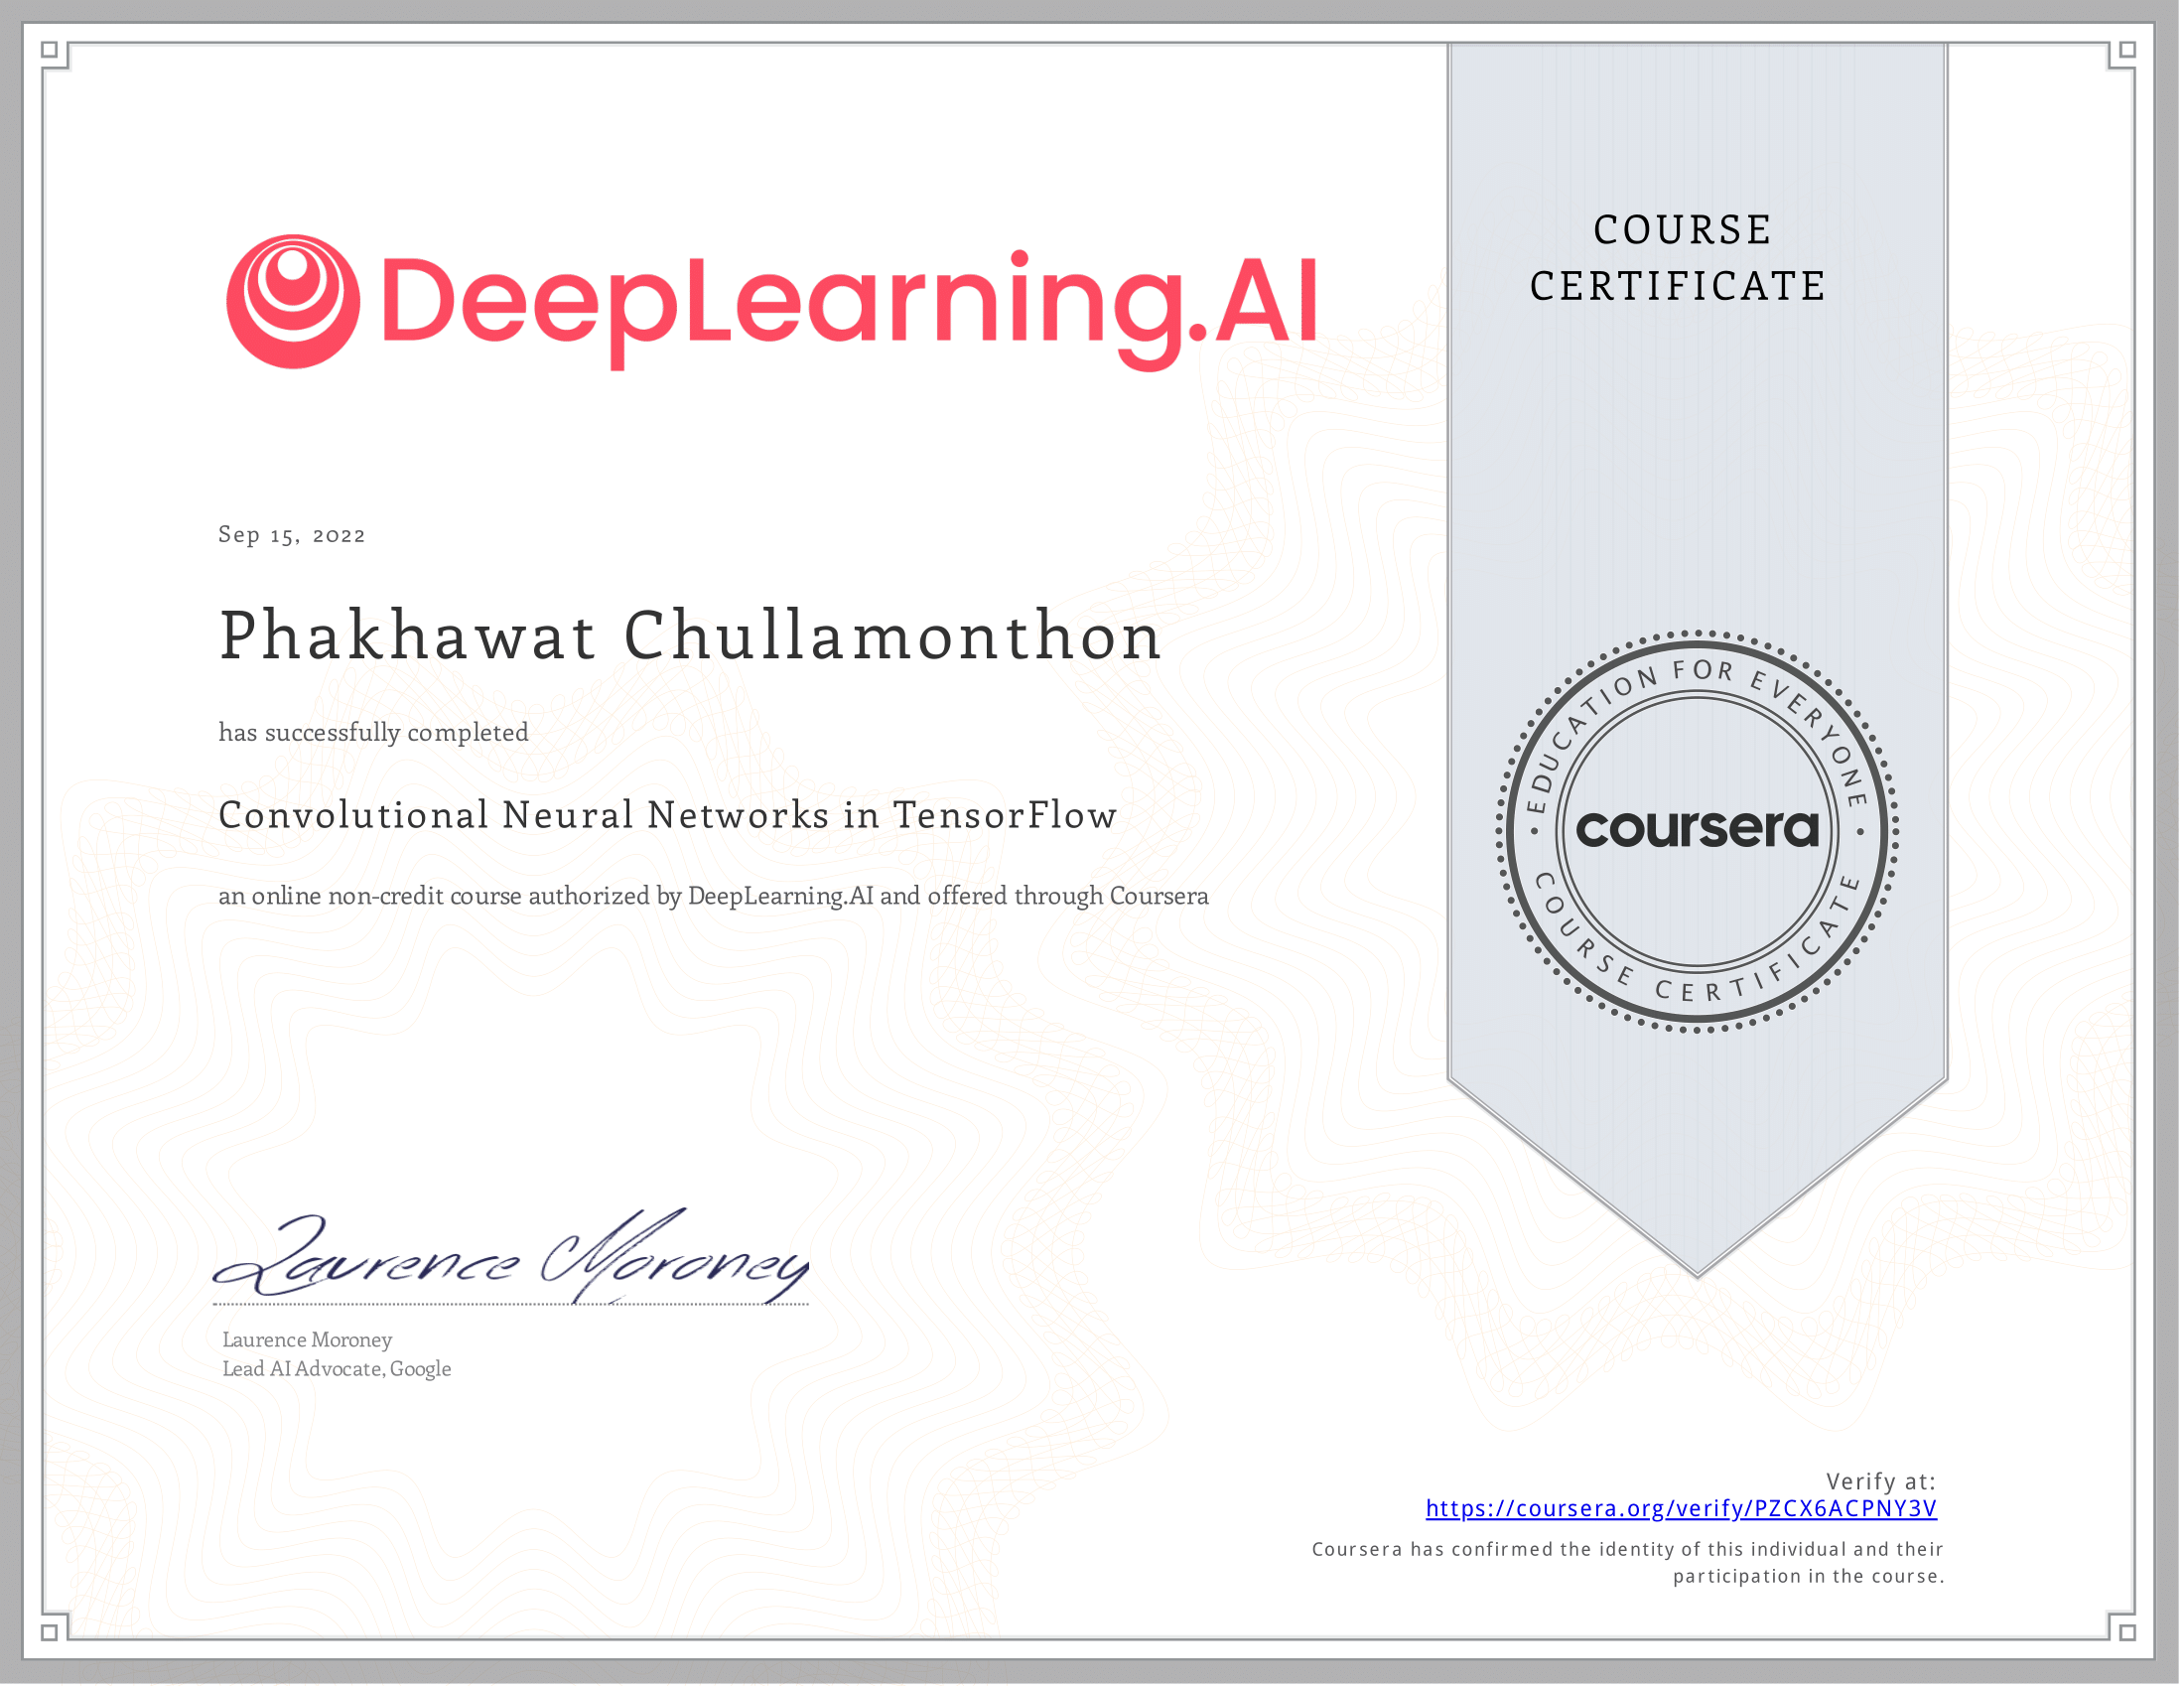 DeepLearning.AI
COURSE
CERTIFICATE
Sep 15, 2022
Phakhawat Chullamonthon
has successfully completed
Convolutional Neural Networks in TensorFlow
an online non-credit course authorized by DeepLearning.AI and offered through Coursera
EDUCATION FOR EVERYONE
coursera
COURSE CERTIFICATE
Laurence Moroney
Laurence Moroney
Lead AI Advocate, Google
Verify at:
https://coursera.org/verify/PZCX6ACPNY3V
Coursera has confirmed the identity of this individual and their
participation in the course.